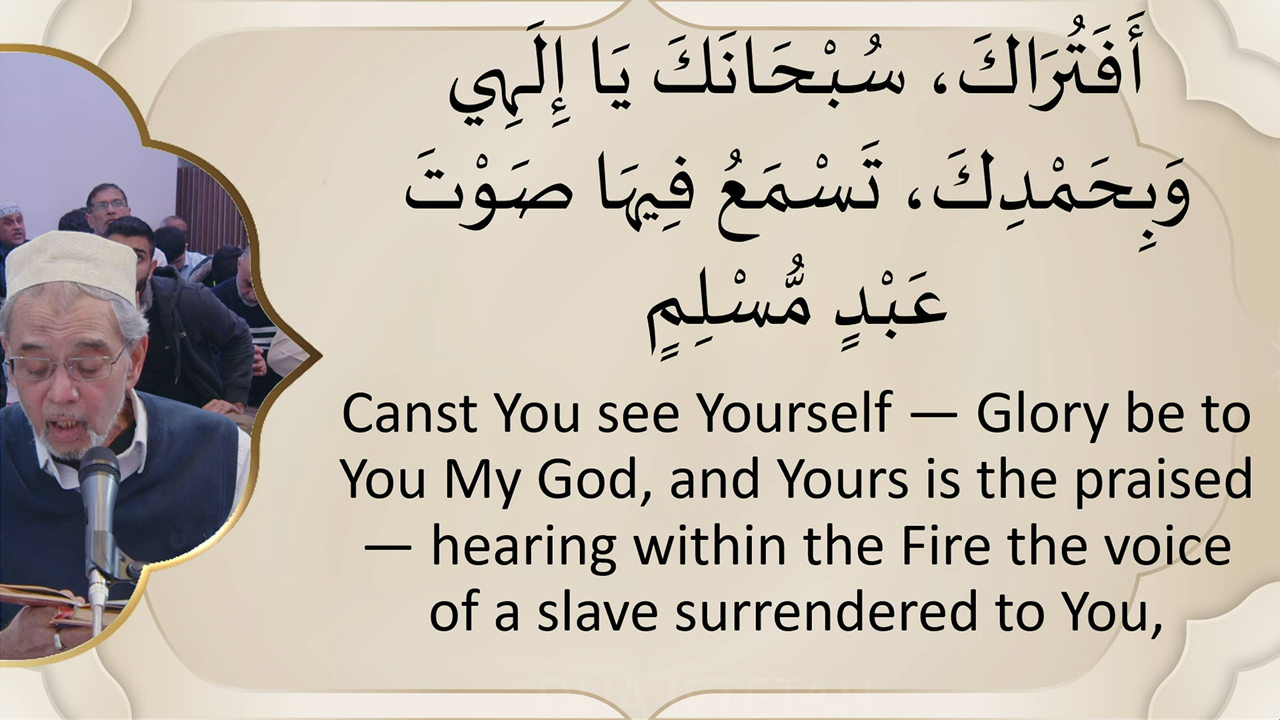 أَفَتُرَاكَ، سُبْحَانَكَ يَا إِلَهِي
وَبِحَمْدِكَ، تَسْمَعُ فِيهَا صَوْتَ
عَبْدٍ مُّسْلِمٍ
Canst You see Yourself — Glory be to
You My God, and Yours is the praised
— hearing within the Fire the voice
of a slave surrendered to You,